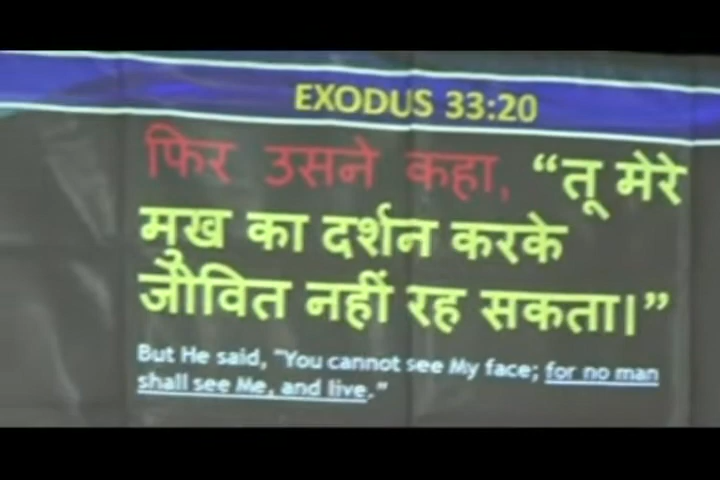 EXODUS 33:20
फिर उसने कहा, “तू मेरे
मुख का दर्शन करके
जीवित नहीं रह सकता।”
But He said, "You cannot see My face; for no man
shall see Me, and live."